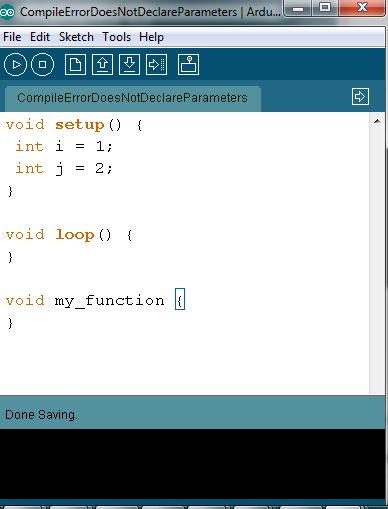 CompileErrorDoesNotDeclareParameters | Ardu...
File Edit Sketch Tools Help
CompileErrorDoesNotDeclareParameters
void setup() {
 int i = 1;
 int j = 2;
}
void loop() {
}
void my_function {
}
Done Saving.